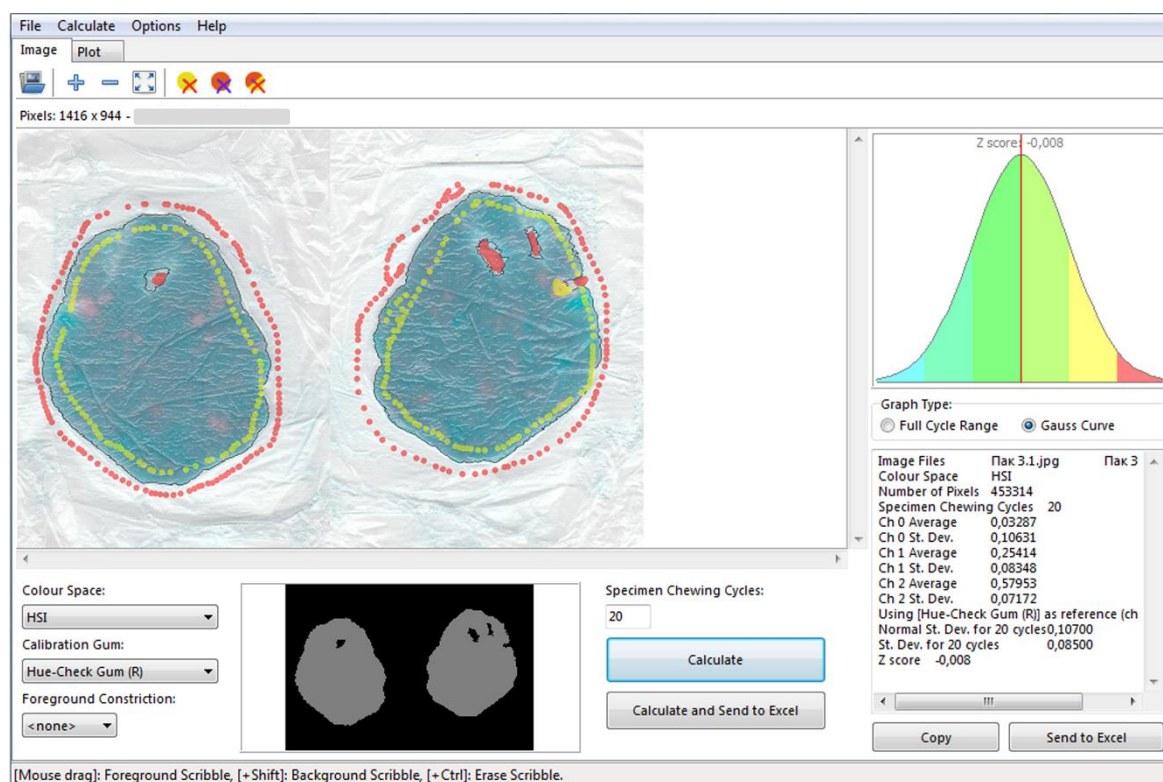 File Calculate Options Help
Image Plot
Pixels: 1416 x 944 -
Z score: -0,008
Graph Type:
Full Cycle Range Gauss Curve
Image Files Пак 3.1.jpg Пак 3
Colour Space HSI
Number of Pixels 453314
Specimen Chewing Cycles 20
Ch 0 Average 0,03287
Ch 0 St. Dev. 0,10631
Ch 1 Average 0,25414
Ch 1 St. Dev. 0,08348
Ch 2 Average 0,57953
Ch 2 St. Dev. 0,07172
Using [Hue-Check Gum (R)] as reference (ch
Normal St. Dev. for 20 cycles0,10700
St. Dev. for 20 cycles 0,08500
Z score -0,008
Copy Send to Excel
Colour Space:
HSI
Calibration Gum:
Hue-Check Gum (R)
Foreground Constriction:
<none>
Specimen Chewing Cycles:
20
Calculate
Calculate and Send to Excel
[Mouse drag]: Foreground Scribble, [+Shift]: Background Scribble, [+Ctrl]: Erase Scribble.